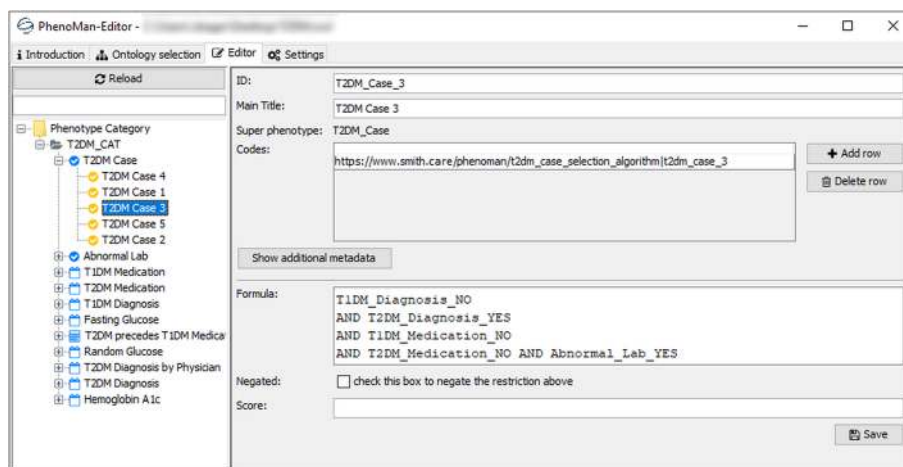 PhenoMan-Editor -
Introduction Ontology selection Editor Settings
Reload
Phenotype Category
T2DM_CAT
T2DM Case
T2DM Case 4
T2DM Case 1
T2DM Case 3
T2DM Case 5
T2DM Case 2
Abnormal Lab
T1DM Medication
T2DM Medication
T1DM Diagnosis
Fasting Glucose
T2DM precedes T1DM Medica
Random Glucose
T2DM Diagnosis by Physician
T2DM Diagnosis
Hemoglobin A1c
ID: T2DM_Case_3
Main Title: T2DM Case 3
Super phenotype: T2DM_Case
Codes:
https://www.smith.care/phenoman/t2dm_case_selection_algorithm|t2dm_case_3
Add row
Delete row
Show additional metadata
Formula:
T1DM_Diagnosis_NO
AND T2DM_Diagnosis_YES
AND T1DM_Medication_NO
AND T2DM_Medication_NO AND Abnormal_Lab_YES
Negated: check this box to negate the restriction above
Score:
Save